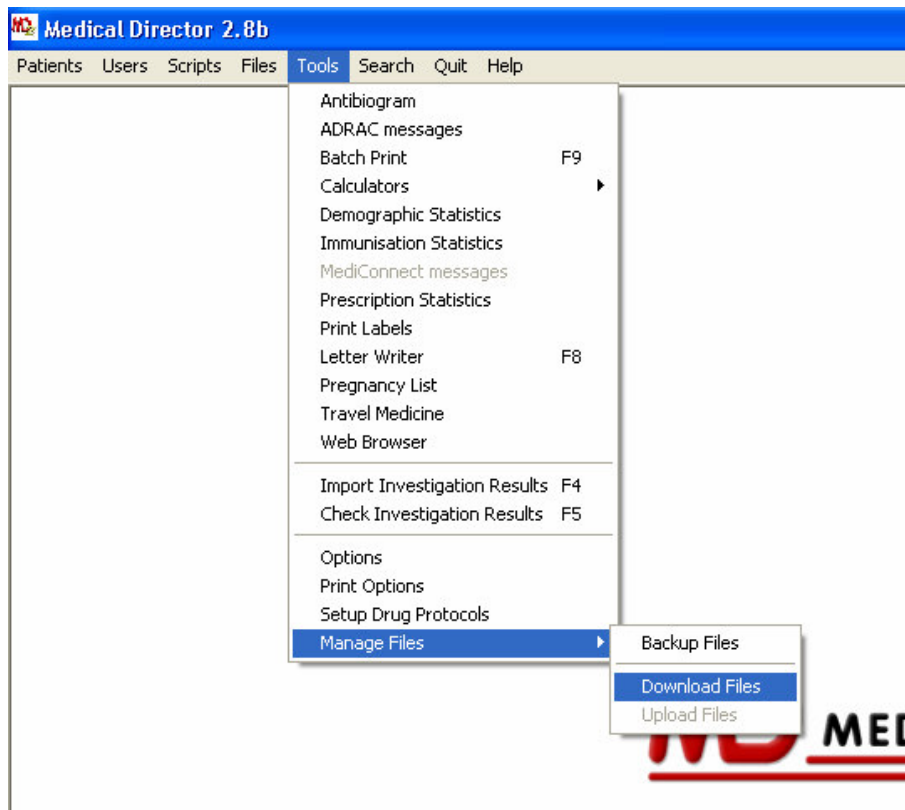 Medical Director 2.8b
Patients Users Scripts Files Tools Search Quit Help
Antibiogram
ADRAC messages
Batch Print F9
Calculators
Demographic Statistics
Immunisation Statistics
MediConnect messages
Prescription Statistics
Print Labels
Letter Writer F8
Pregnancy List
Travel Medicine
Web Browser
Import Investigation Results F4
Check Investigation Results F5
Options
Print Options
Setup Drug Protocols
Manage Files
Backup Files
Download Files
Upload Files
MED